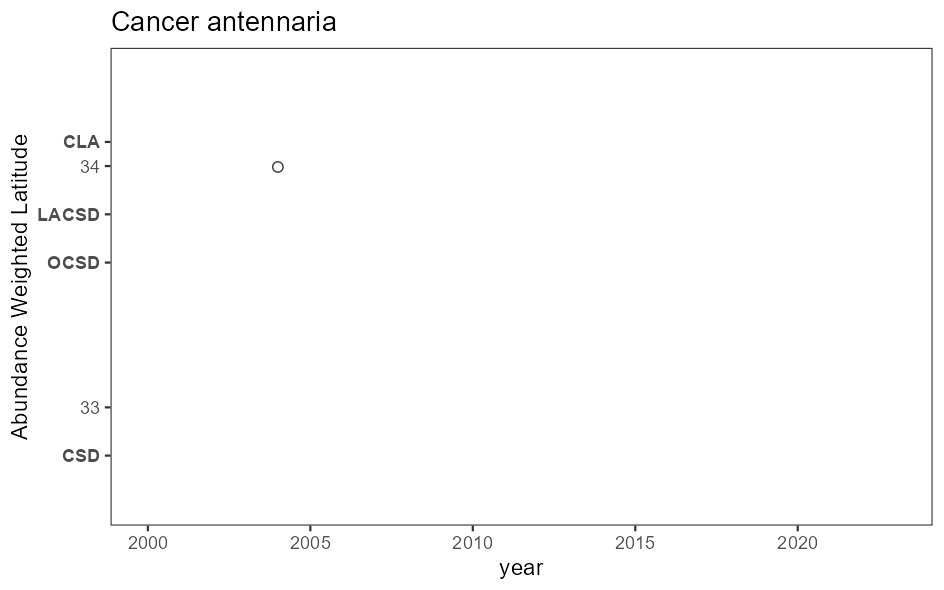 Cancer antennaria
Abundance Weighted Latitude
CLA
34
LACSD
OCSD
33
CSD
2000 2005 2010 2015 2020
year